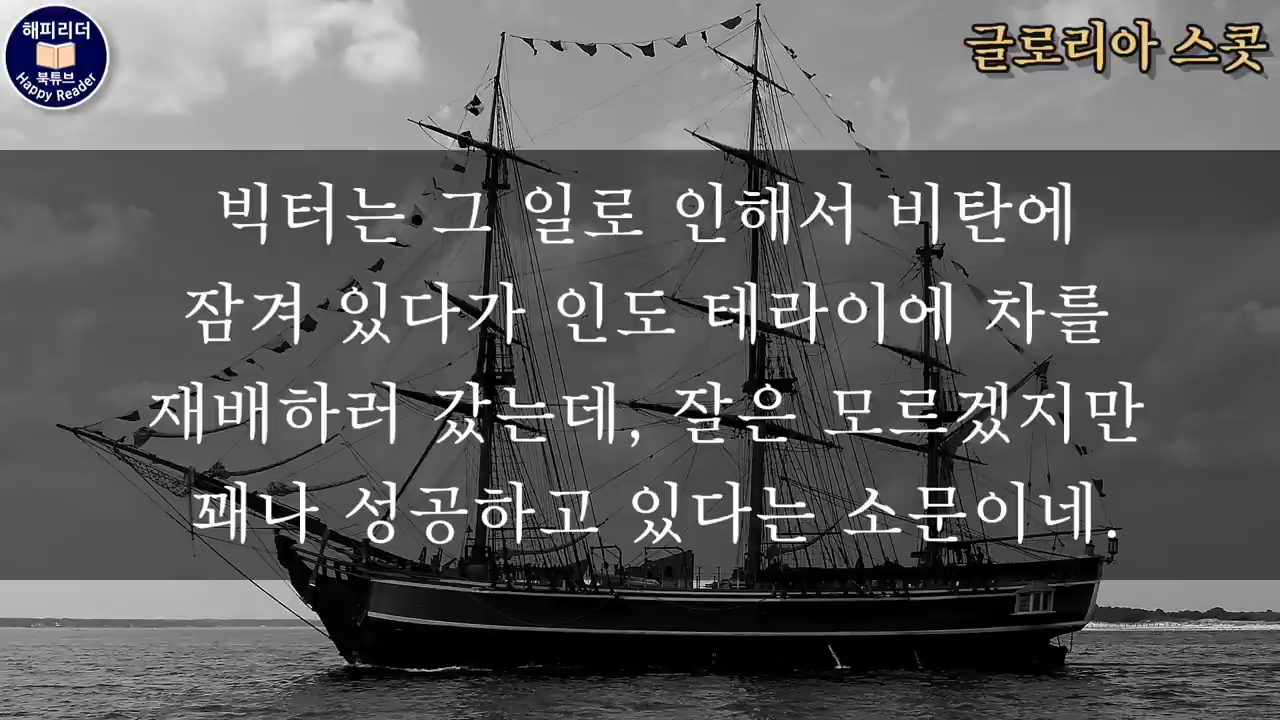 해피리더
북튜브
Happy Reader
글로리아 스콧
빅터는 그 일로 인해서 비탄에
잠겨 있다가 인도 테라이에 차를
재배하러 갔는데, 잘은 모르겠지만
꽤나 성공하고 있다는 소문이네.